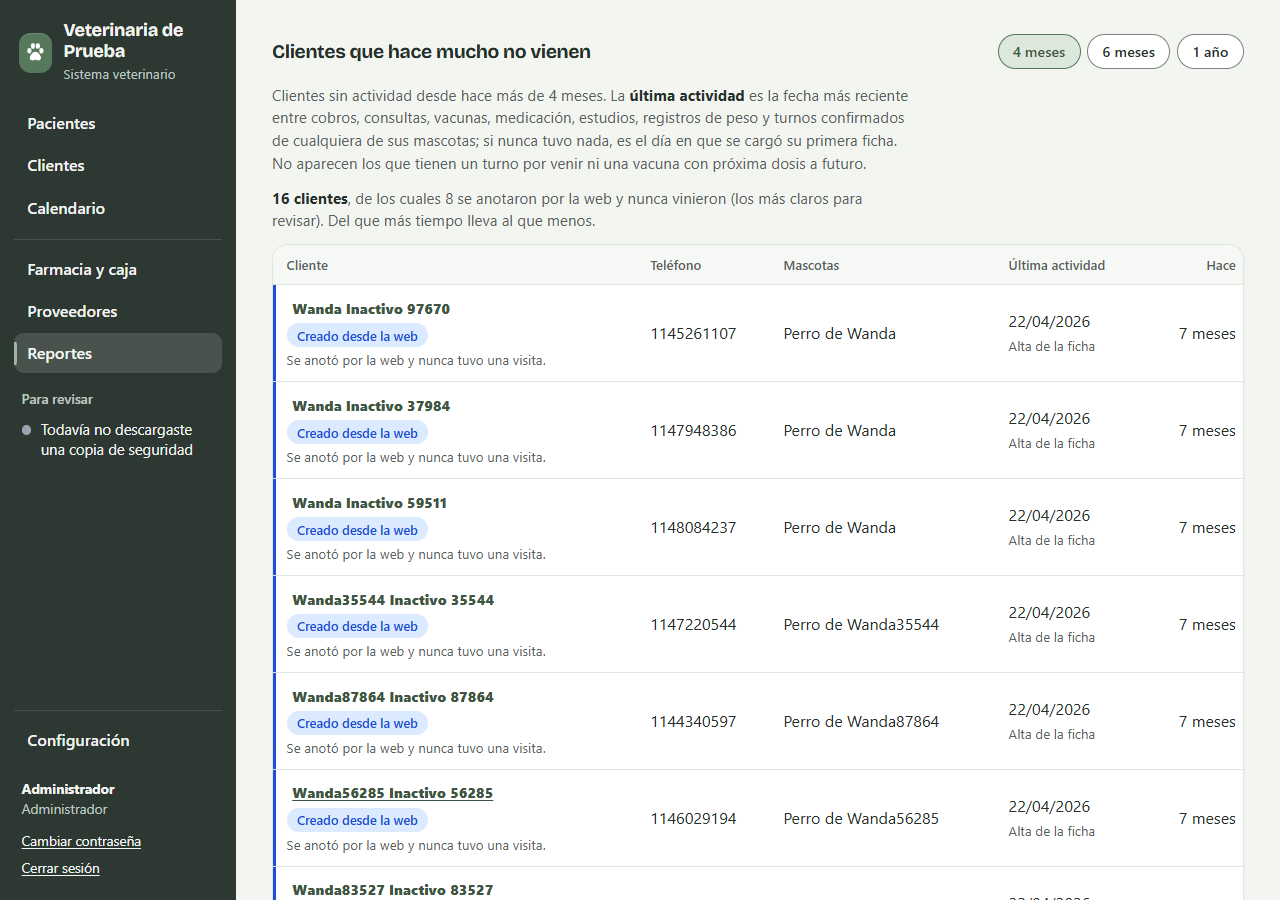 Veterinaria de
Prueba
Sistema veterinario
Pacientes
Clientes
Calendario
Farmacia y caja
Proveedores
Reportes
Para revisar
Todavía no descargaste
una copia de seguridad
Configuración
Administrador
Administrador
Cambiar contraseña
Cerrar sesión
Clientes que hace mucho no vienen
4 meses 6 meses 1 año
Clientes sin actividad desde hace más de 4 meses. La última actividad es la fecha más reciente
entre cobros, consultas, vacunas, medicación, estudios, registros de peso y turnos confirmados
de cualquiera de sus mascotas; si nunca tuvo nada, es el día en que se cargó su primera ficha.
No aparecen los que tienen un turno por venir ni una vacuna con próxima dosis a futuro.
16 clientes, de los cuales 8 se anotaron por la web y nunca vinieron (los más claros para
revisar). Del que más tiempo lleva al que menos.
Cliente Teléfono Mascotas Última actividad Hace
Wanda Inactivo 97670
Creado desde la web
Se anotó por la web y nunca tuvo una visita.
1145261107 Perro de Wanda 22/04/2026 7 meses
Alta de la ficha
Wanda Inactivo 37984
Creado desde la web
Se anotó por la web y nunca tuvo una visita.
1147948386 Perro de Wanda 22/04/2026 7 meses
Alta de la ficha
Wanda Inactivo 59511
Creado desde la web
Se anotó por la web y nunca tuvo una visita.
1148084237 Perro de Wanda 22/04/2026 7 meses
Alta de la ficha
Wanda35544 Inactivo 35544
Creado desde la web
Se anotó por la web y nunca tuvo una visita.
1147220544 Perro de Wanda35544 22/04/2026 7 meses
Alta de la ficha
Wanda87864 Inactivo 87864
Creado desde la web
Se anotó por la web y nunca tuvo una visita.
1144340597 Perro de Wanda87864 22/04/2026 7 meses
Alta de la ficha
Wanda56285 Inactivo 56285
Creado desde la web
Se anotó por la web y nunca tuvo una visita.
1146029194 Perro de Wanda56285 22/04/2026 7 meses
Alta de la ficha
Wanda83527 Inactivo 83527